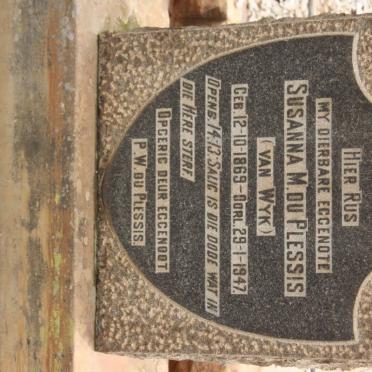 HIER RUS
MY DIERBARE EGGENOTE
SUSANNA M. DU PLESSIS
(VAN WYK)
GEB. 12-10-1869 - OORL. 29-1-1947.
OPENB. 14:13. SALIG IS DIE DODE WAT IN
DIE HERE STERF.
OPGERIG DEUR EGGENOOT
P.W. DU PLESSIS.